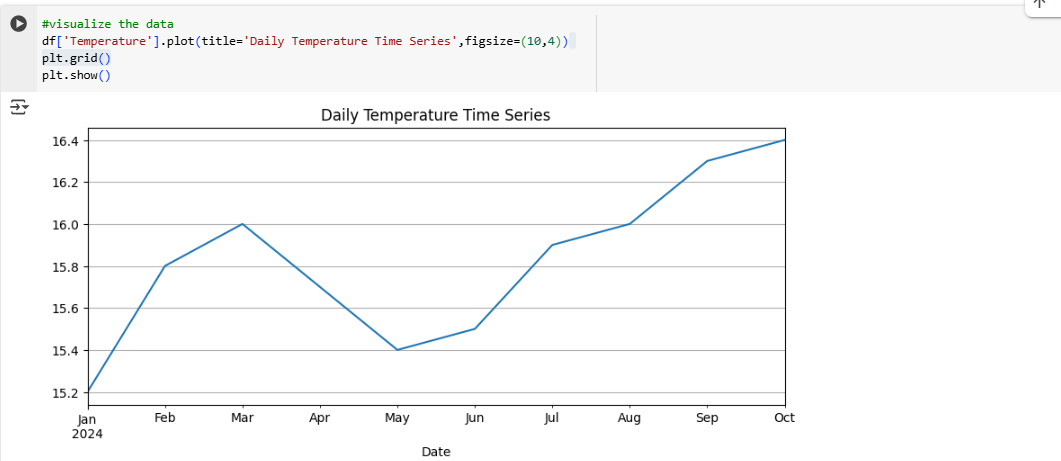 #visualize the data
df['Temperature'].plot(title='Daily Temperature Time Series',figsize=(10,4))
plt.grid()
plt.show()
Daily Temperature Time Series
16.4
16.2
16.0
15.8
15.6
15.4
15.2
Jan Feb Mar Apr May Jun Jul Aug Sep Oct
2024
Date